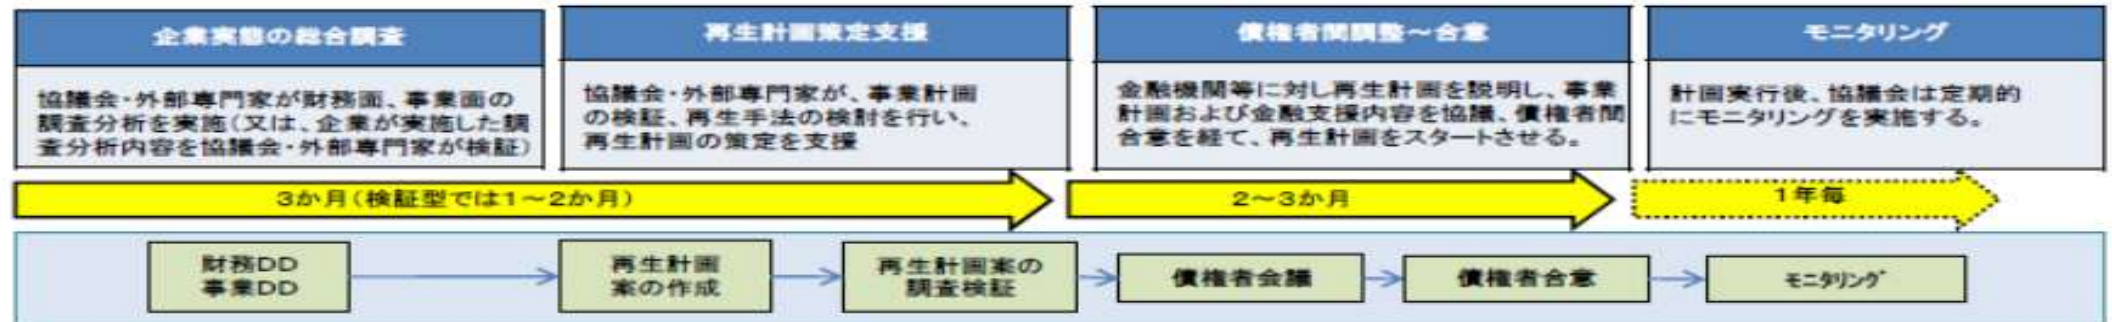 企業実態の総合調査
協議会・外部専門家が財務面、事業面の
調査分析を実施(又は、企業が実施した調
査分析内容を協議会・外部専門家が検証)
再生計画策定支援
協議会・外部専門家が、事業計画
の検証、再生手法の検討を行い、
再生計画の策定を支援
債権者間調整～合意
金融機関等に対し再生計画を説明し、事業
計画および金融支援内容を協議、債権者間
合意を経て、再生計画をスタートさせる。
モニタリング
計画実行後、協議会は定期的
にモニタリングを実施する。
3か月(検証型では1～2か月)
2～3か月
1年毎
財務DD
事業DD
再生計画
案の作成
再生計画案の
調査検証
債権者会議
債権者合意
ﾓﾆﾀﾘﾝｸﾞ